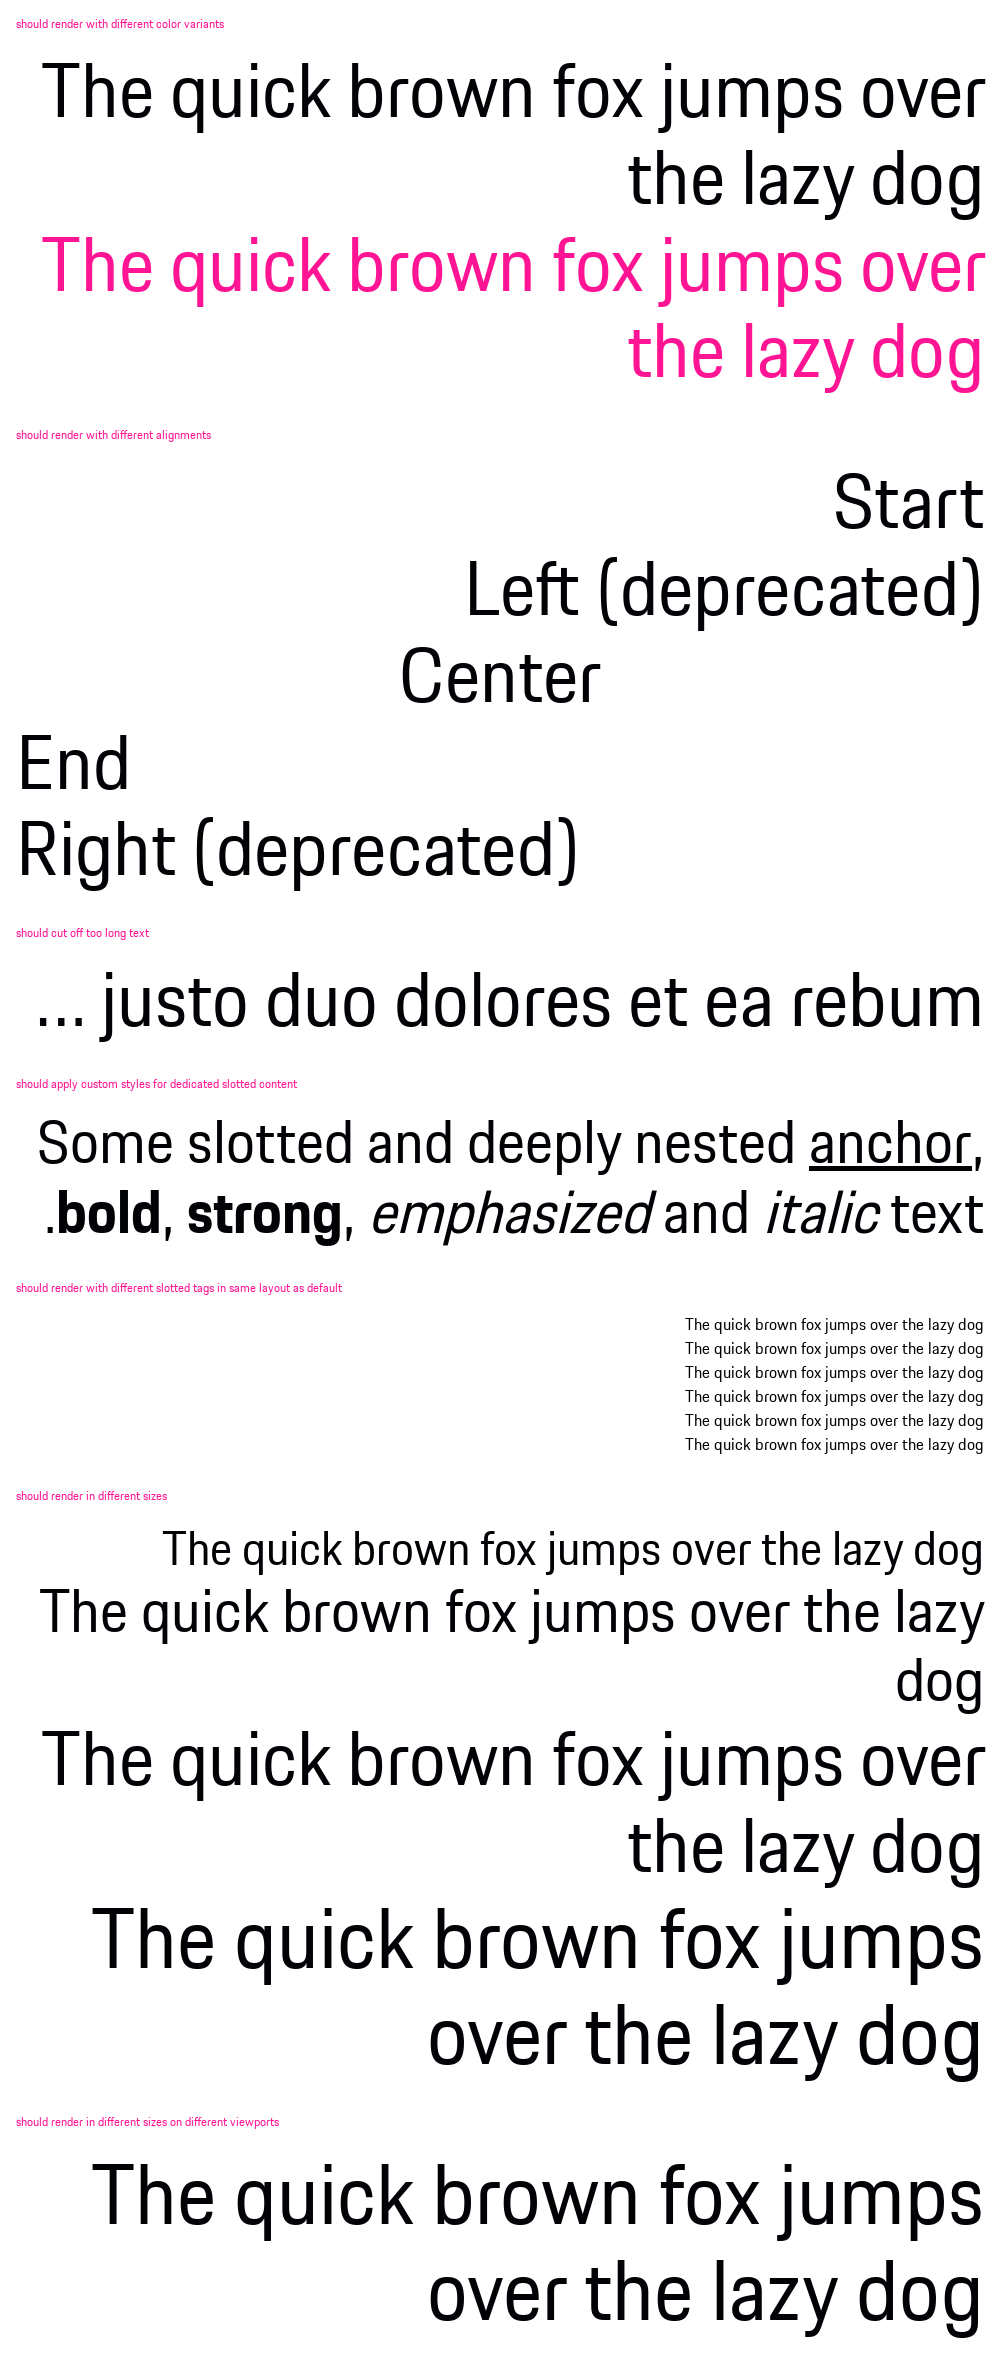 should render with different color variants
The quick brown fox jumps over
the lazy dog
The quick brown fox jumps over
the lazy dog
should render with different alignments
Start
Left (deprecated)
Center
End
Right (deprecated)
should cut off too long text
... justo duo dolores et ea rebum
should apply custom styles for dedicated slotted content
Some slotted and deeply nested anchor,
.bold, strong, emphasized and italic text
should render with different slotted tags in same layout as default
The quick brown fox jumps over the lazy dog
The quick brown fox jumps over the lazy dog
The quick brown fox jumps over the lazy dog
The quick brown fox jumps over the lazy dog
The quick brown fox jumps over the lazy dog
The quick brown fox jumps over the lazy dog
should render in different sizes
The quick brown fox jumps over the lazy dog
The quick brown fox jumps over the lazy
dog
The quick brown fox jumps over
the lazy dog
The quick brown fox jumps
over the lazy dog
should render in different sizes on different viewports
The quick brown fox jumps
over the lazy dog